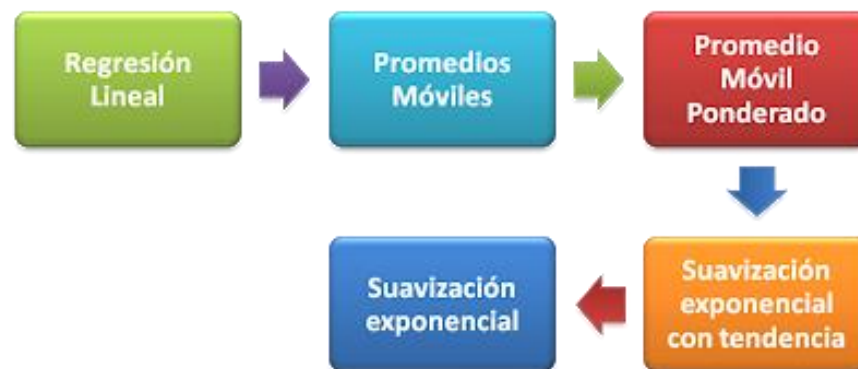 Regresión
Lineal
Promedios
Móviles
Promedio
Móvil
Ponderado
Suavización
exponencial
con tendencia
Suavización
exponencial